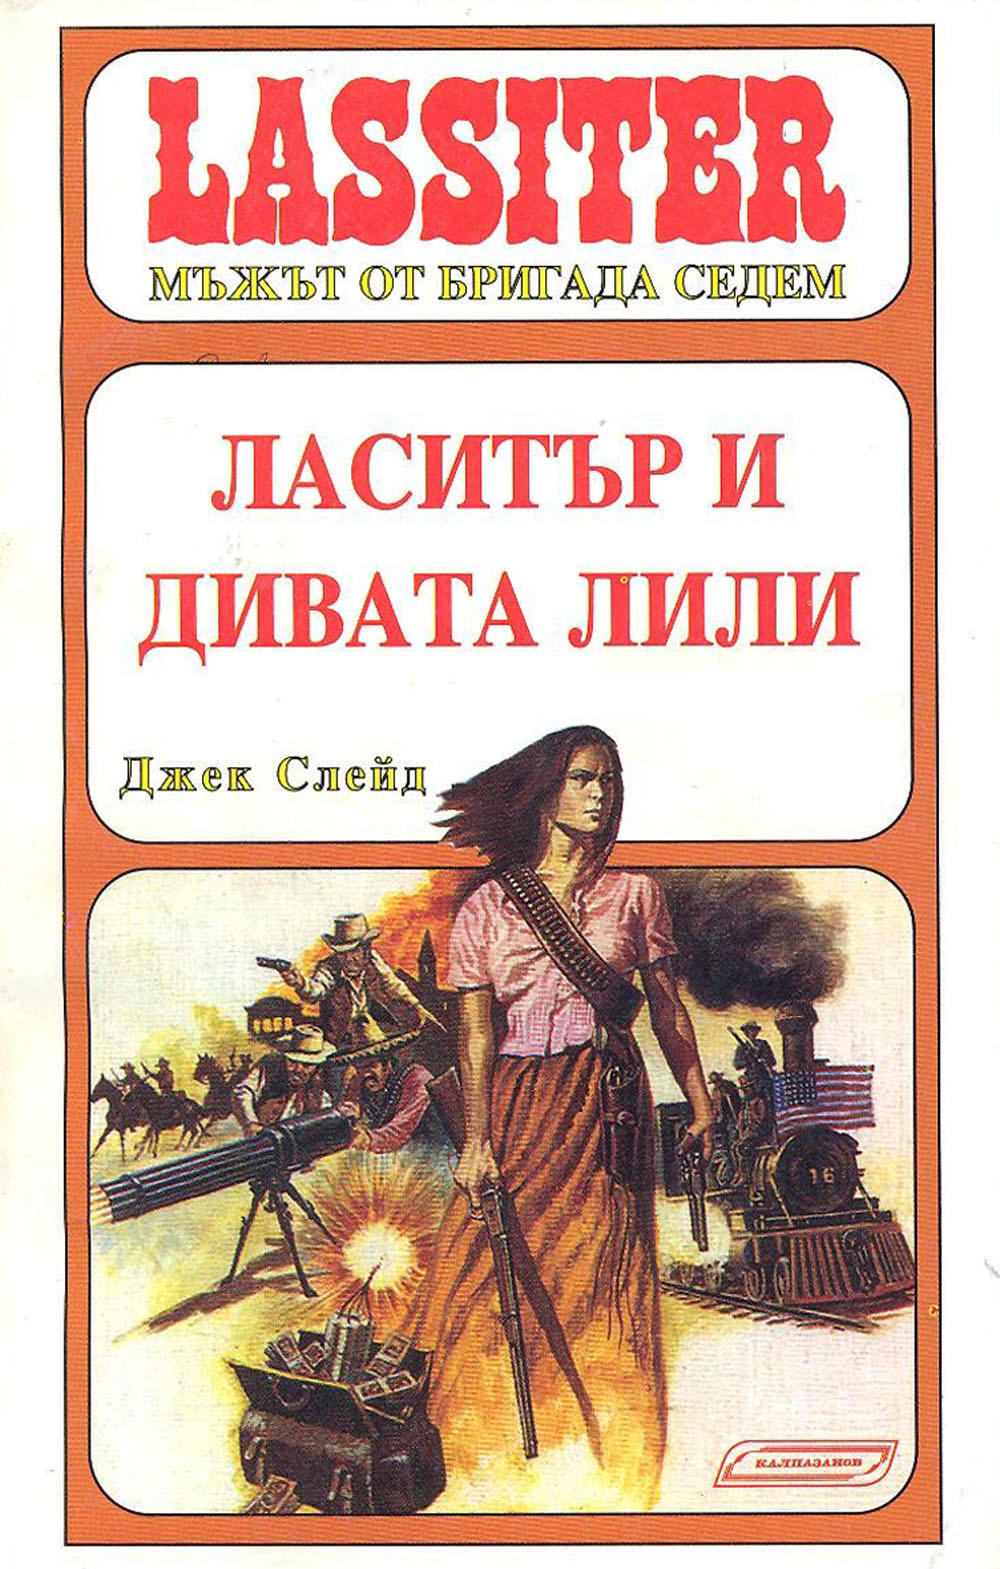 LASSITER
МЪЖЪТ ОТ БРИГАДА СЕДЕМ
ЛАСИТЪР И
ДИВАТА ЛИЛИ
Джек Слейд
16
КАЛПАЗАНОВ